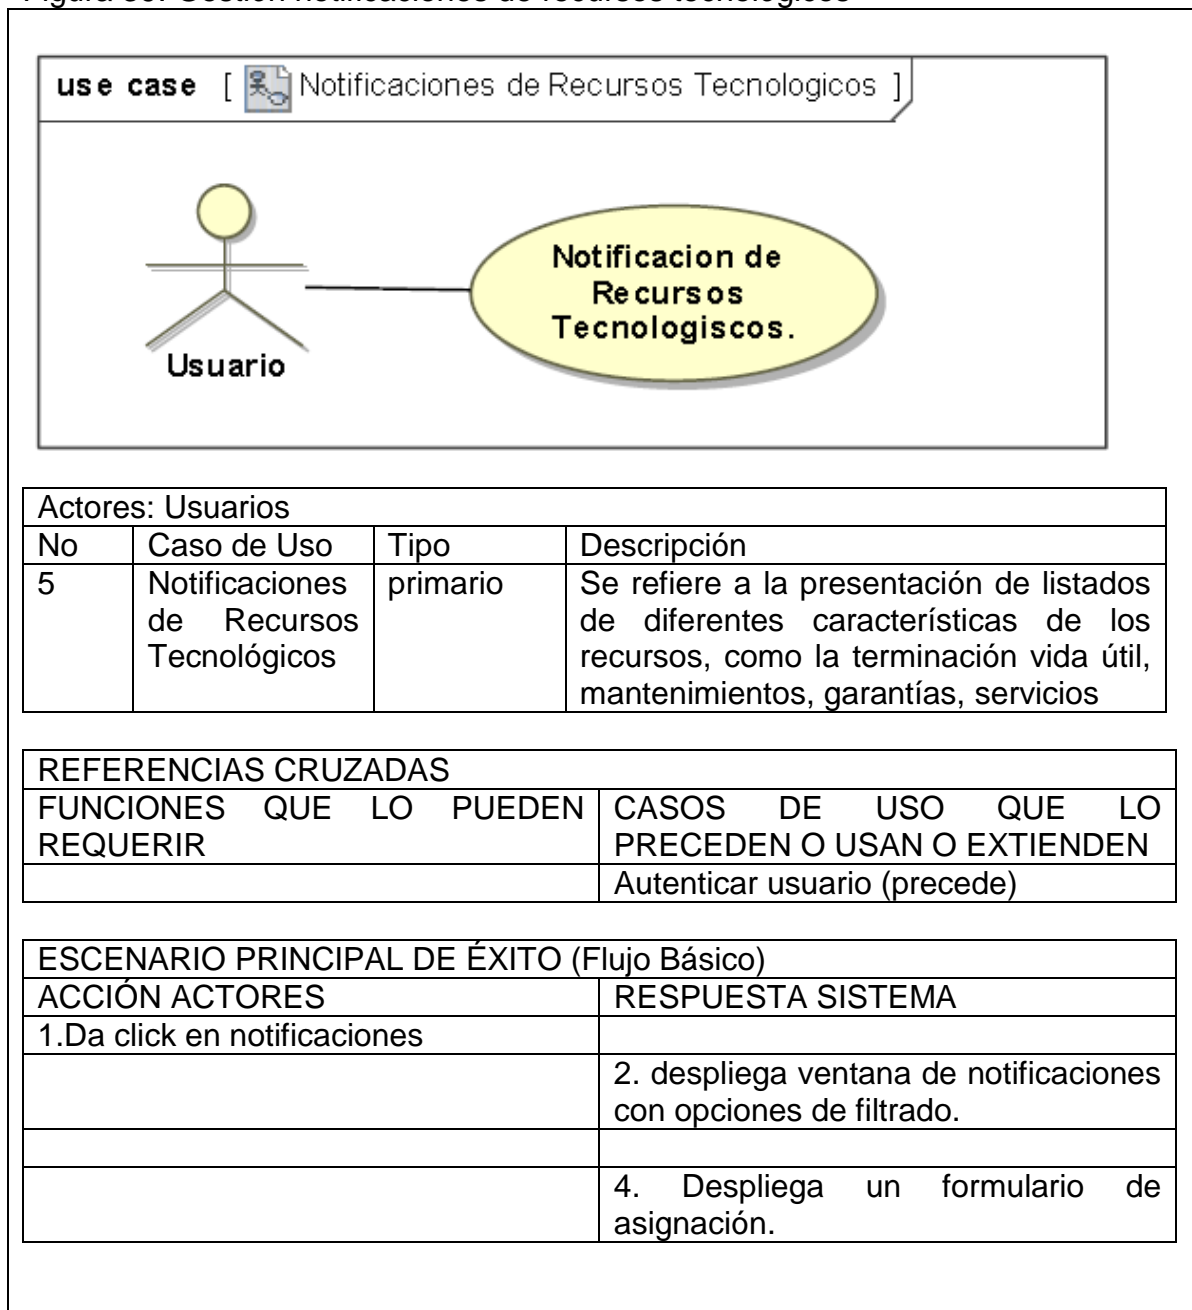 use case [ Notificaciones de Recursos Tecnologicos ]
Notificacion de
Recursos
Tecnologiscos.
Usuario
Actores: Usuarios
No Caso de Uso Tipo Descripción
5 Notificaciones primario Se refiere a la presentación de listados
de Recursos de diferentes características de los
Tecnológicos recursos, como la terminación vida útil,
mantenimientos, garantías, servicios
REFERENCIAS CRUZADAS
FUNCIONES QUE LO PUEDEN CASOS DE USO QUE LO
REQUERIR PRECEDEN O USAN O EXTIENDEN
Autenticar usuario (precede)
ESCENARIO PRINCIPAL DE ÉXITO (Flujo Básico)
ACCIÓN ACTORES RESPUESTA SISTEMA
1.Da click en notificaciones
2. despliega ventana de notificaciones
con opciones de filtrado.
4. Despliega un formulario de
asignación.